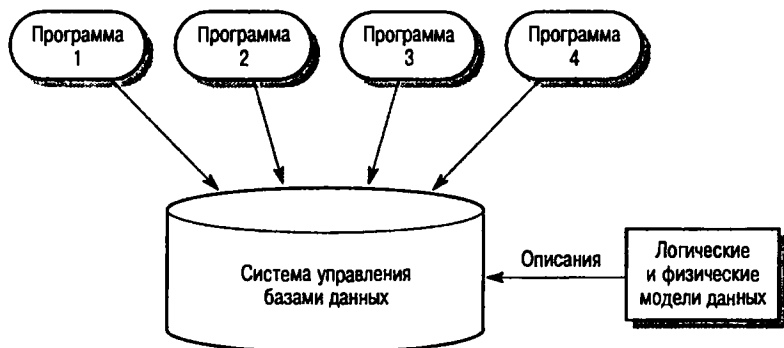 Программа
1
Программа
2
Программа
3
Программа
4
Система управления
базами данных
Описания
Логические
и физические
модели данных